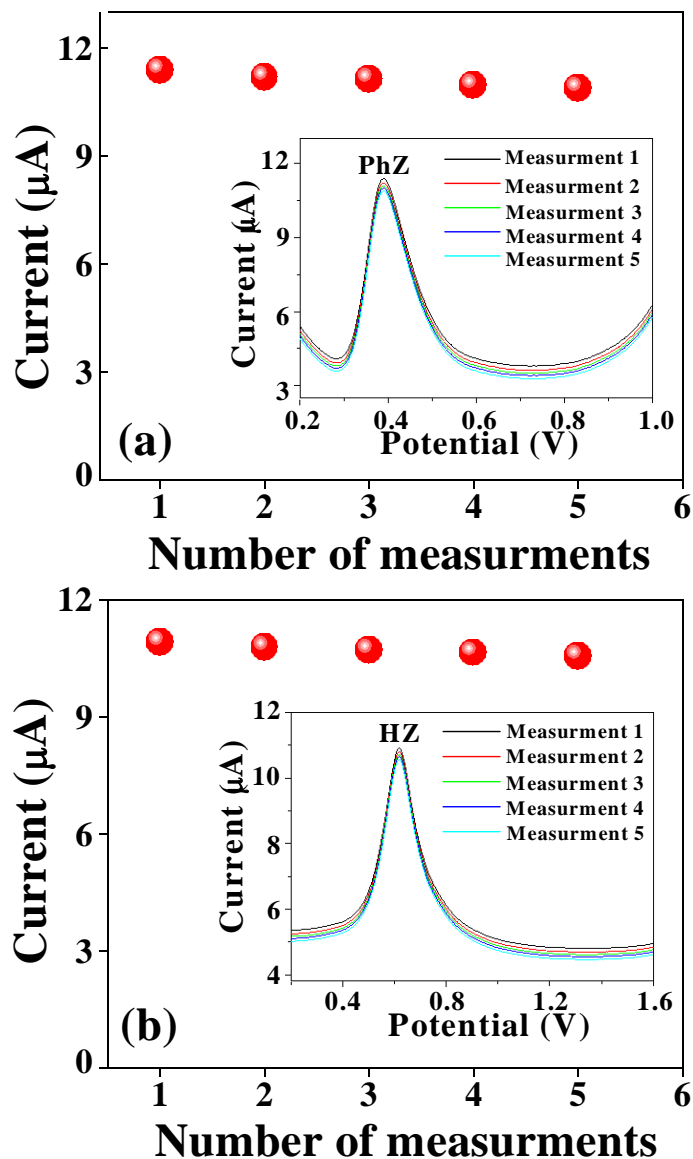 12
9
6
3
0
Current (μA)
(a)
1
2
3
4
5
6
Number of measurments
12
9
6
3
Current (μA)
PhZ
Measurment 1
Measurment 2
Measurment 3
Measurment 4
Measurment 5
0.2
0.4
0.6
0.8
1.0
Potential (V)
12
9
6
3
0
Current (μA)
(b)
1
2
3
4
5
6
Number of measurments
12
10
8
6
4
Current (μA)
HZ
Measurment 1
Measurment 2
Measurment 3
Measurment 4
Measurment 5
0.4
0.8
1.2
1.6
Potential (V)